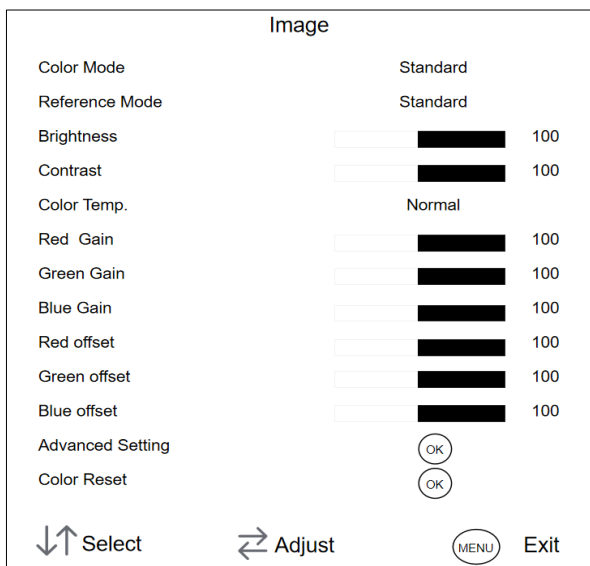 Image
Color Mode Standard
Reference Mode Standard
Brightness 100
Contrast 100
Color Temp. Normal
Red Gain 100
Green Gain 100
Blue Gain 100
Red offset 100
Green offset 100
Blue offset 100
Advanced Setting OK
Color Reset OK
Select Adjust MENU Exit